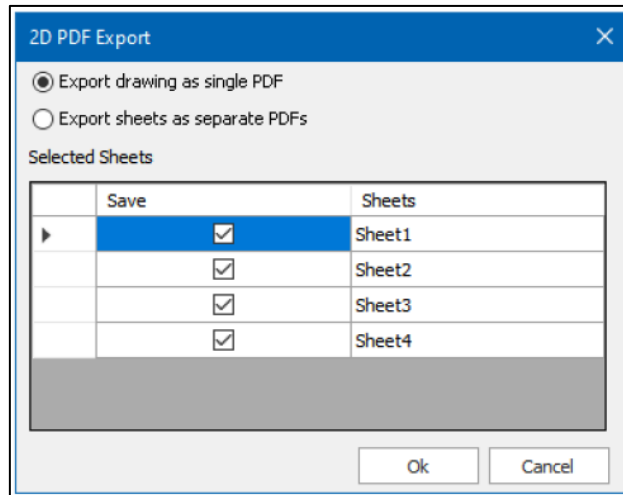 2D PDF Export
Export drawing as single PDF
Export sheets as separate PDFs
Selected Sheets
Save Sheets
Sheet1
Sheet2
Sheet3
Sheet4
Ok Cancel